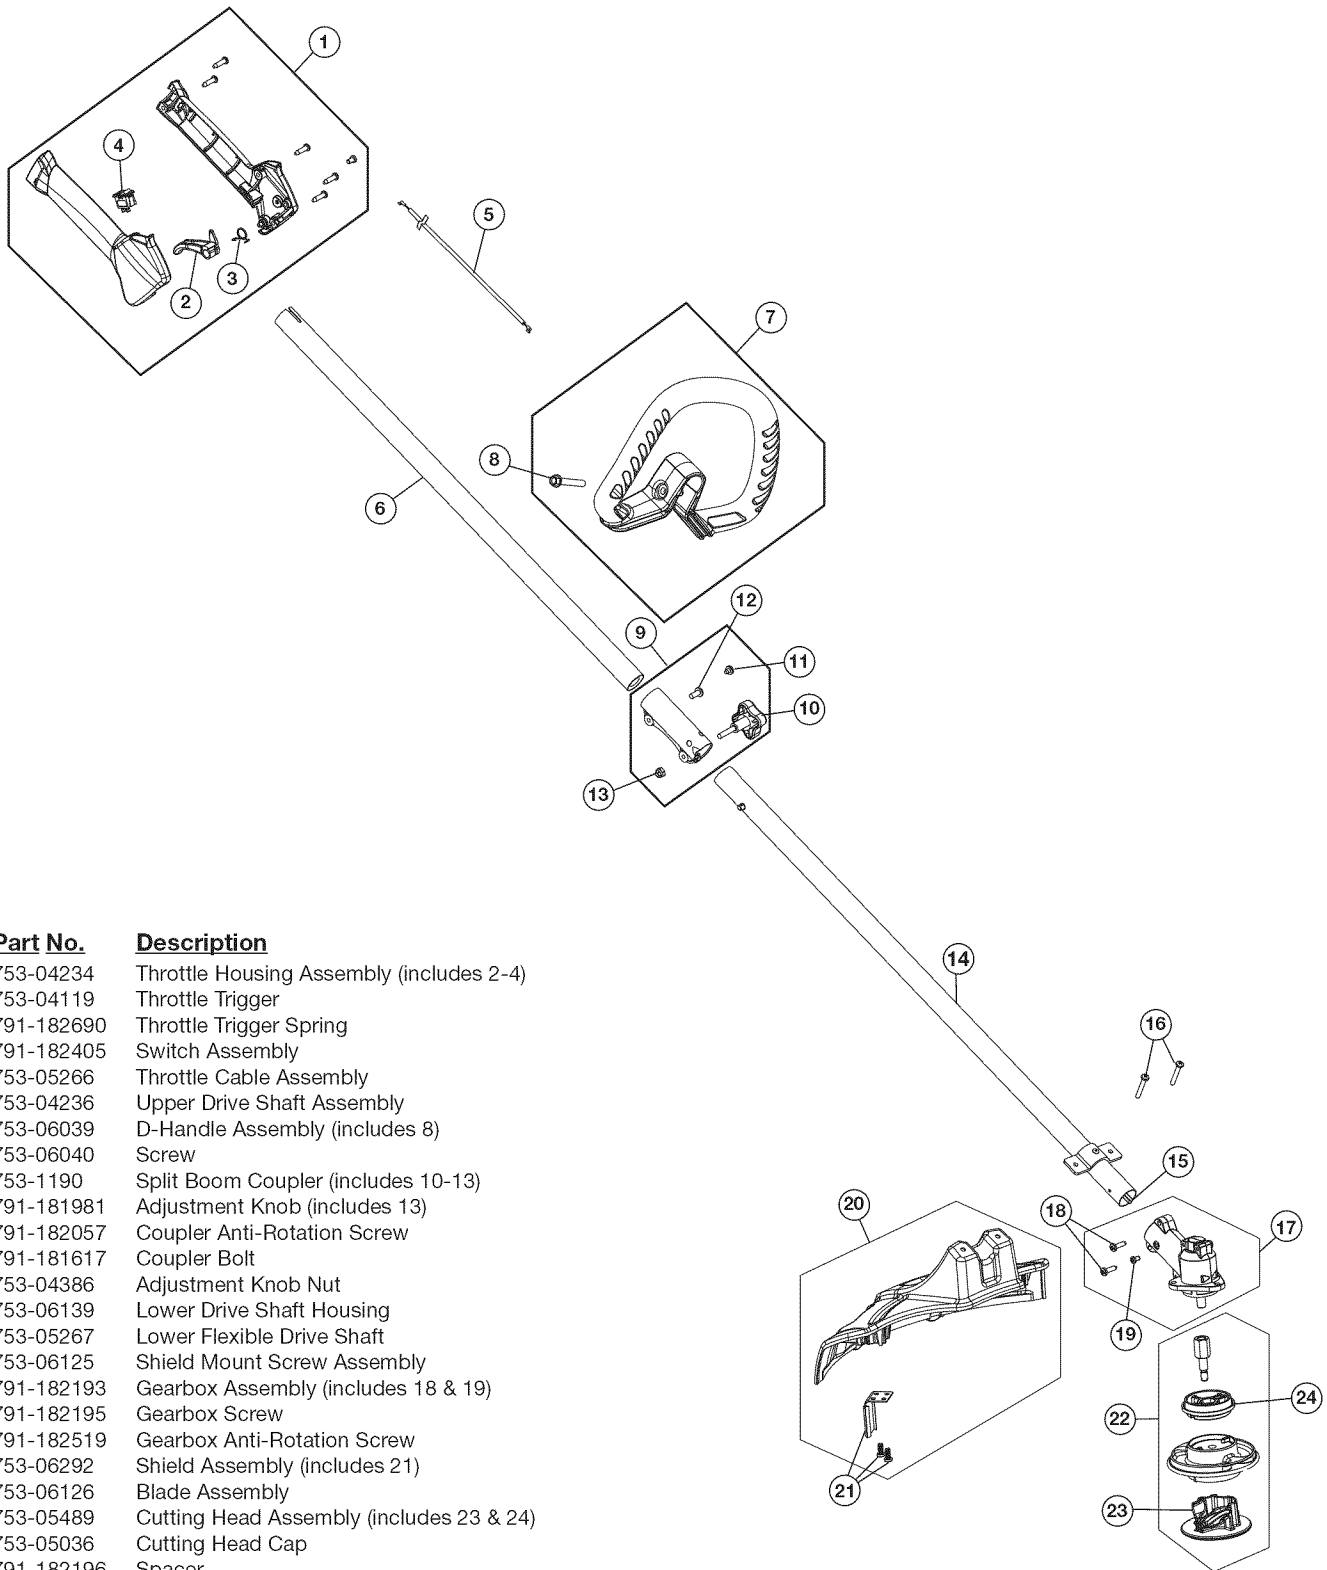 1
4
5
3
2
7
8
6
12
9
11
10
13
14
16
15
20
18
17
19
24
22
21
23
Part No. Description
753-04234 Throttle Housing Assembly (includes 2-4)
753-04119 Throttle Trigger
791-182690 Throttle Trigger Spring
791-182405 Switch Assembly
753-05266 Throttle Cable Assembly
753-04236 Upper Drive Shaft Assembly
753-06039 D-Handle Assembly (includes 8)
753-06040 Screw
753-1190 Split Boom Coupler (includes 10-13)
791-181981 Adjustment Knob (includes 13)
791-182057 Coupler Anti-Rotation Screw
791-181617 Coupler Bolt
753-04386 Adjustment Knob Nut
753-06139 Lower Drive Shaft Housing
753-05267 Lower Flexible Drive Shaft
753-06125 Shield Mount Screw Assembly
791-182193 Gearbox Assembly (includes 18 & 19)
791-182195 Gearbox Screw
791-182519 Gearbox Anti-Rotation Screw
753-06292 Shield Assembly (includes 21)
753-06126 Blade Assembly
753-05489 Cutting Head Assembly (includes 23 & 24)
753-05036 Cutting Head Cap
791-182196 Spacer